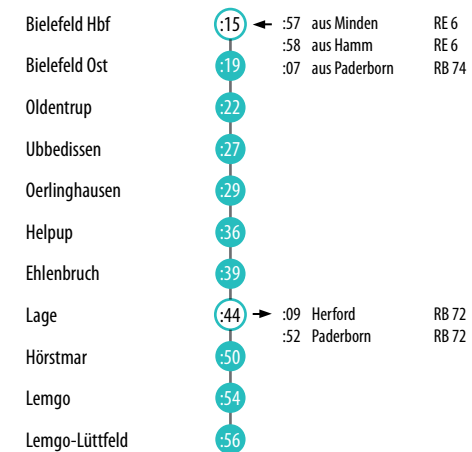 Bielefeld Hbf :15 :57 aus Minden RE 6
:58 aus Hamm RE 6
Bielefeld Ost :19 :07 aus Paderborn RB 74
Oldentrup :22
Ubbedissen :27
Oerlinghausen :29
Helpup :36
Ehlenbruch :39
Lage :44 :09 Herford RB 72
:52 Paderborn RB 72
Hörstmar :50
Lemgo :54
Lemgo-Lüttfeld :56